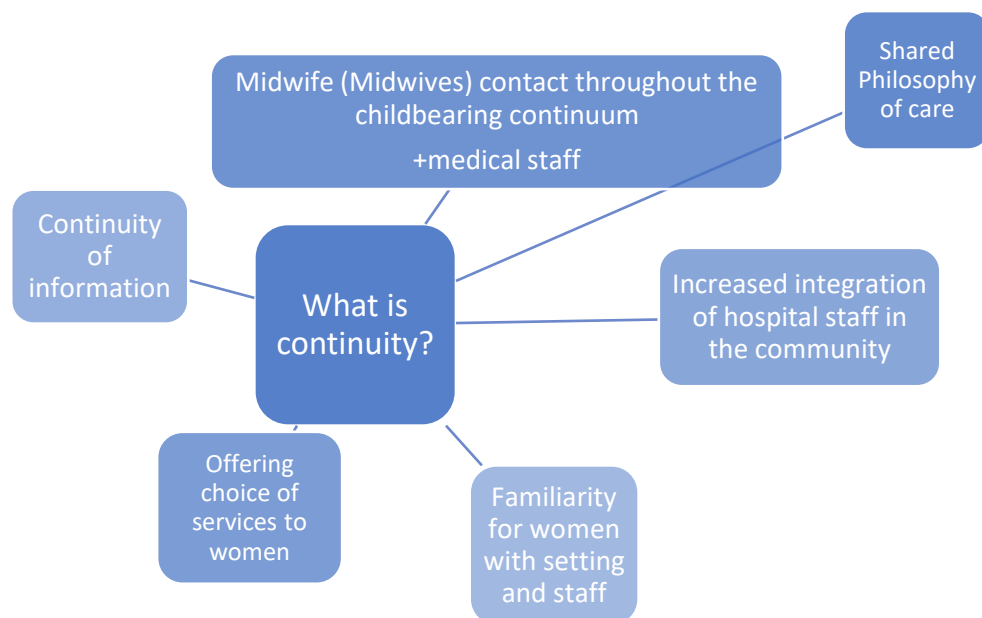 Shared
Philosophy
of care
Midwife (Midwives) contact throughout the
childbearing continuum
+medical staff
Continuity
of
information
What is
continuity?
Increased integration
of hospital staff in
the community
Offering
choice of
services to
women
Familiarity
for women
with setting
and staff